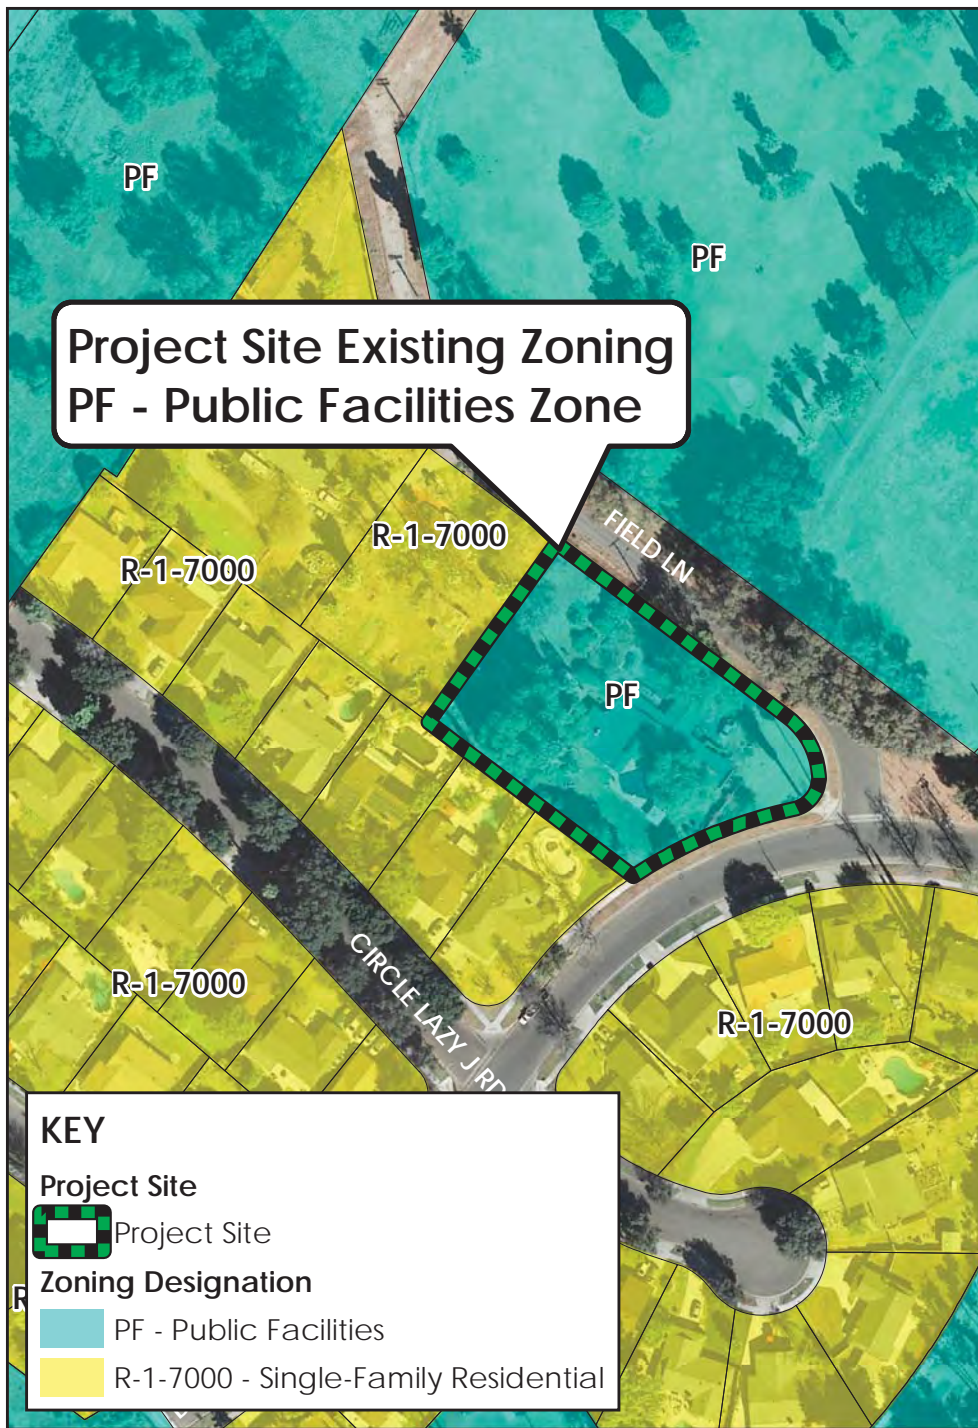 PF
PF
Project Site Existing Zoning
PF - Public Facilities Zone
FIELD LN
R-1-7000
R-1-7000
PF
CIRCLE LAZY J RD
R-1-7000
R-1-7000
KEY
Project Site
Project Site
Zoning Designation
R
PF - Public Facilities
R-1-7000 - Single-Family Residential